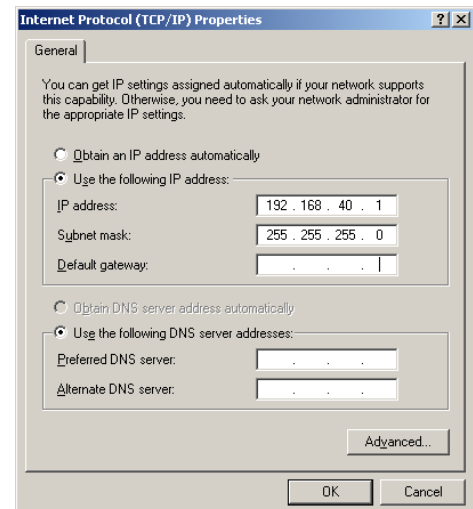 Internet Protocol (TCP/IP) Properties ? X
General
You can get IP settings assigned automatically if your network supports
this capability. Otherwise, you need to ask your network administrator for
the appropriate IP settings.
Obtain an IP address automatically
Use the following IP address:
IP address: 192 . 168 . 40 . 1
Subnet mask: 255 . 255 . 255 . 0
Default gateway: . . .
Obtain DNS server address automatically
Use the following DNS server addresses:
Preferred DNS server: . . .
Alternate DNS server: . . .
Advanced...
OK Cancel